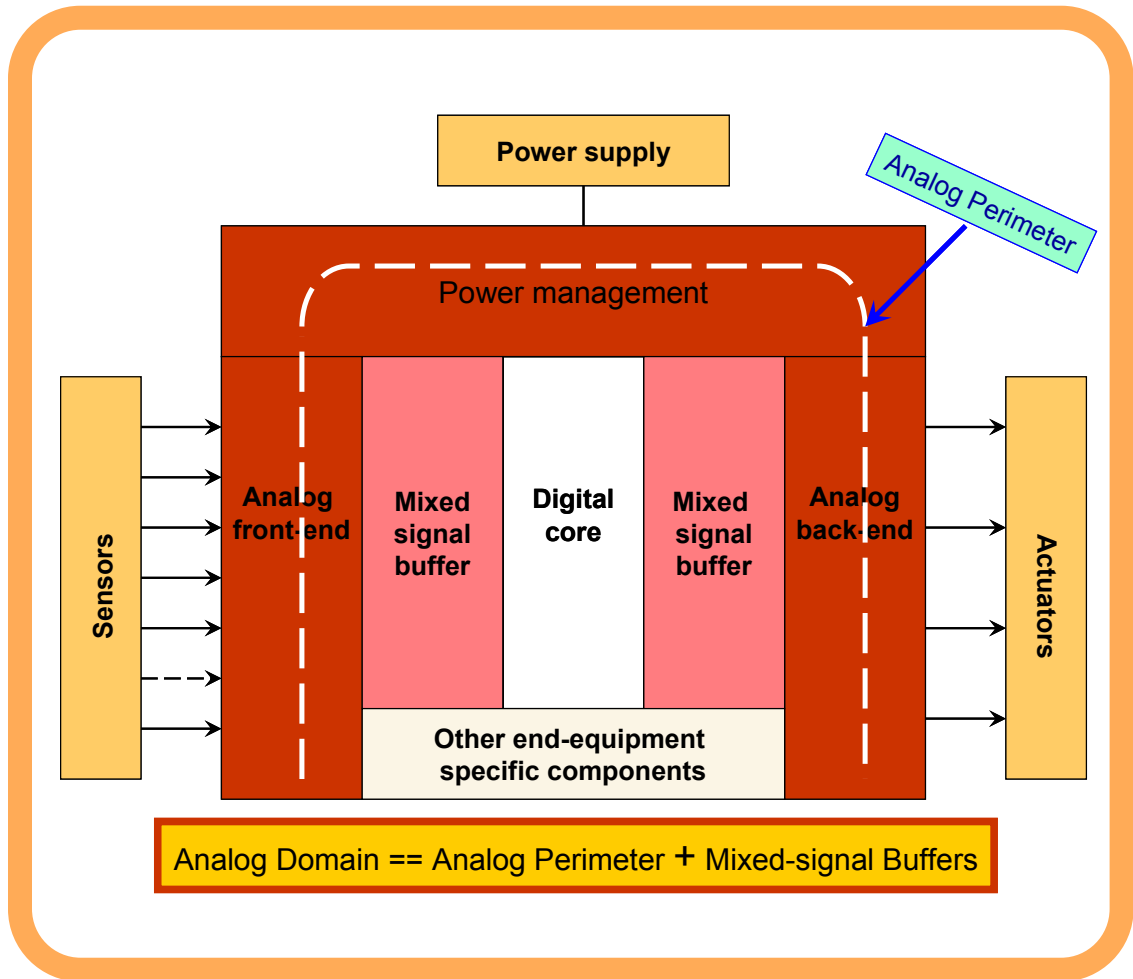 Power supply
Analog Perimeter
Power management
Sensors
Analog
front-end
Mixed
signal
buffer
Digital
core
Mixed
signal
buffer
Analog
back-end
Actuators
Other end-equipment
specific components
Analog Domain == Analog Perimeter + Mixed-signal Buffers